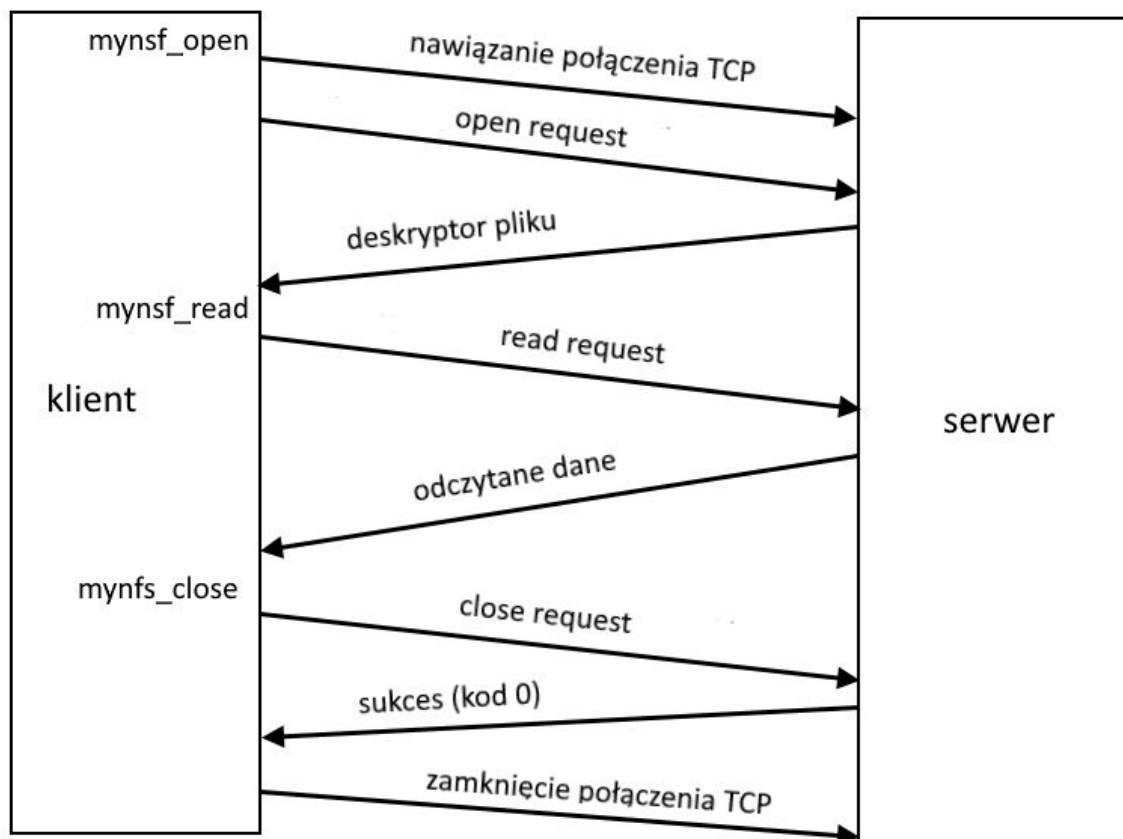 mynsf_open
nawiązanie połączenia TCP
open request
deskryptor pliku
mynsf_read
read request
klient
serwer
odczytane dane
mynfs_close
close request
sukces (kod 0)
zamknięcie połączenia TCP